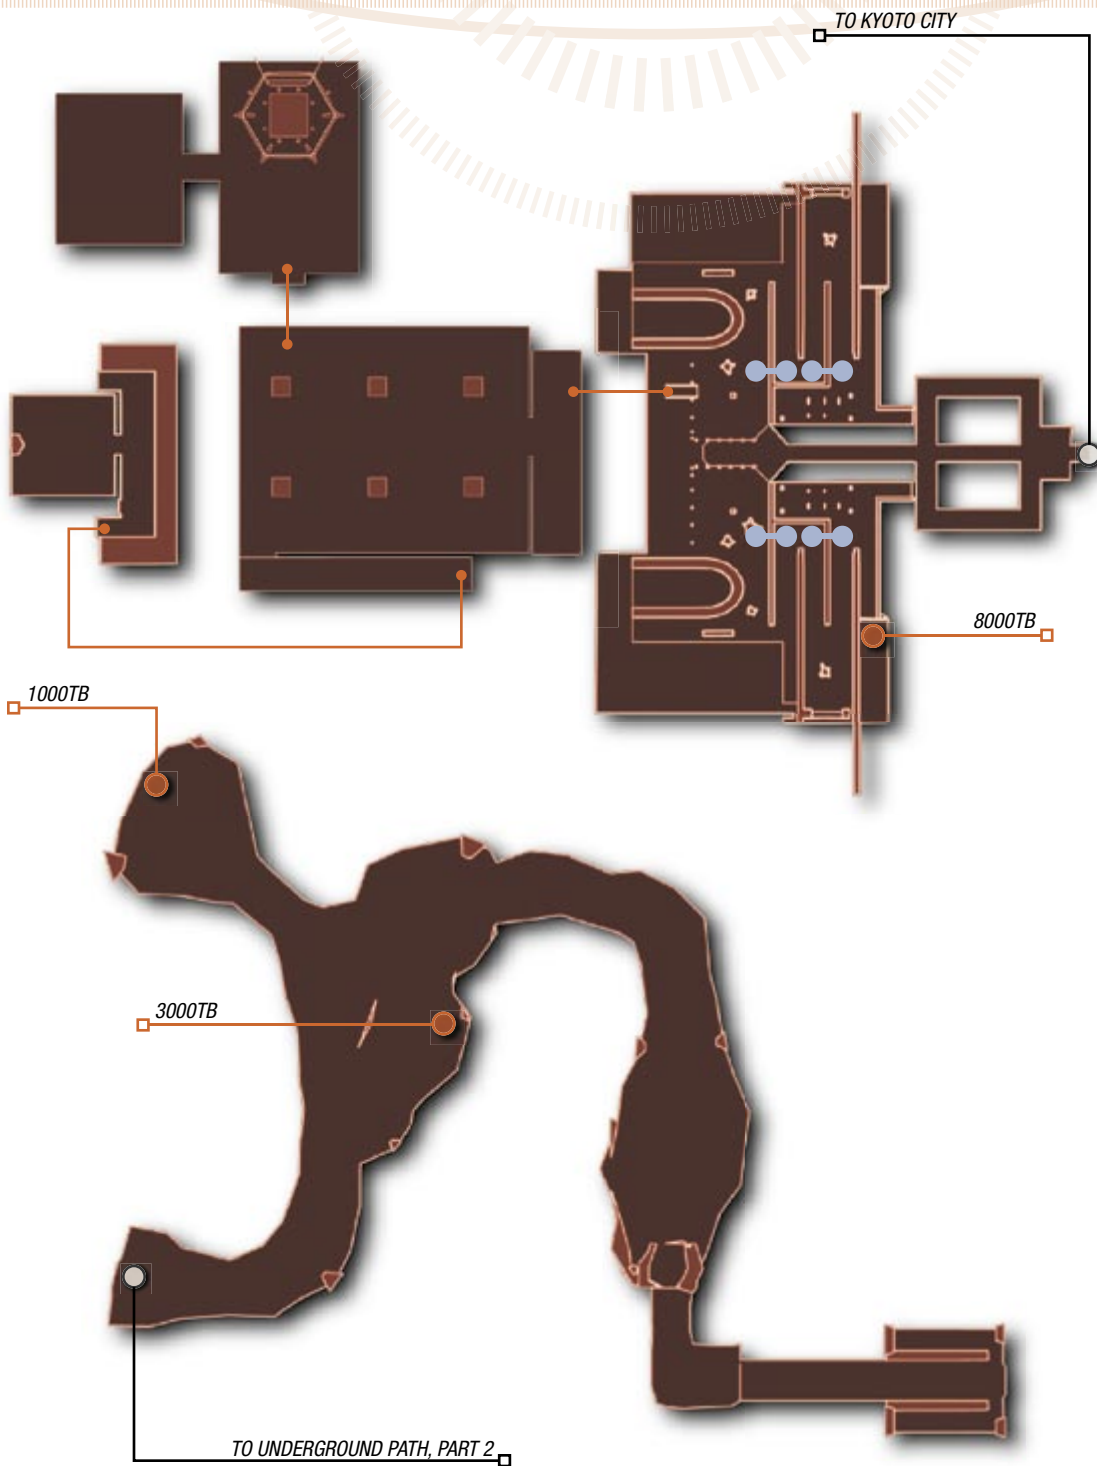 TO KYOTO CITY
8000TB
1000TB
3000TB
TO UNDERGROUND PATH, PART 2